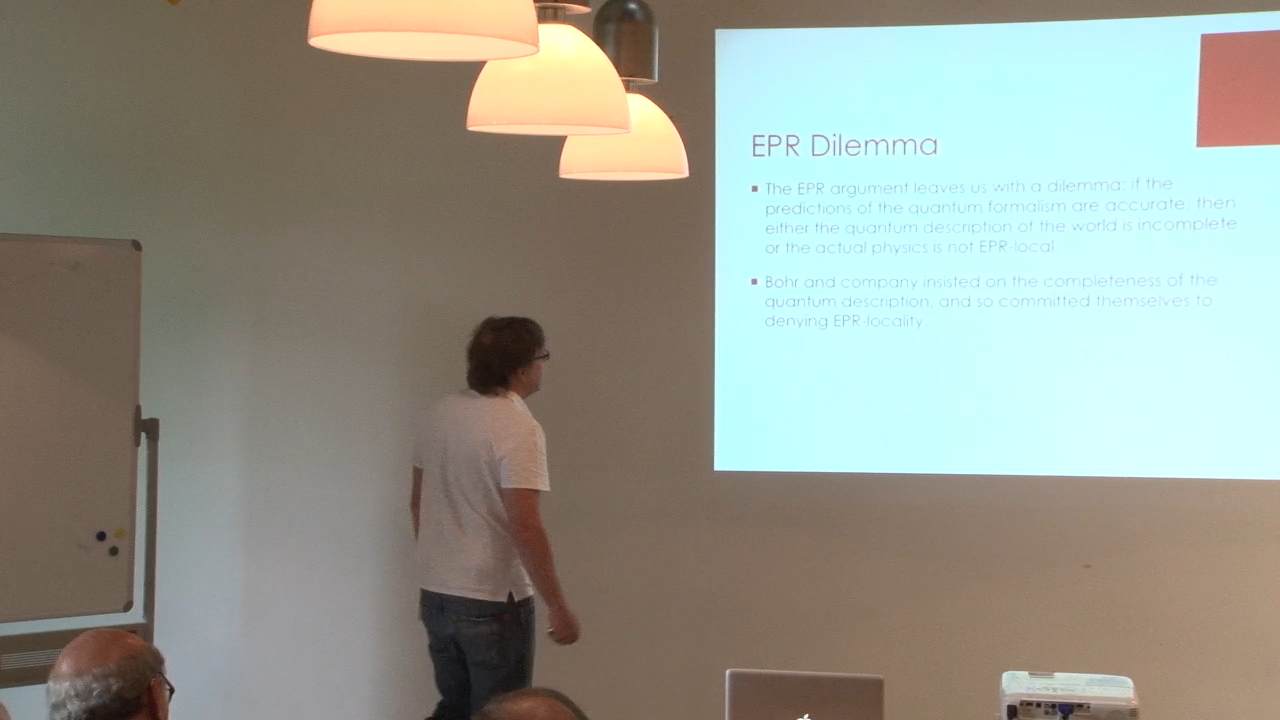 EPR Dilemma
▪ The EPR argument leaves us with a dilemma: if the
predictions of the quantum formalism are accurate, then
either the quantum description of the world is incomplete
or the actual physics is not EPR-local.
▪ Bohr and company insisted on the completeness of the
quantum description, and so committed themselves to
denying EPR-locality.